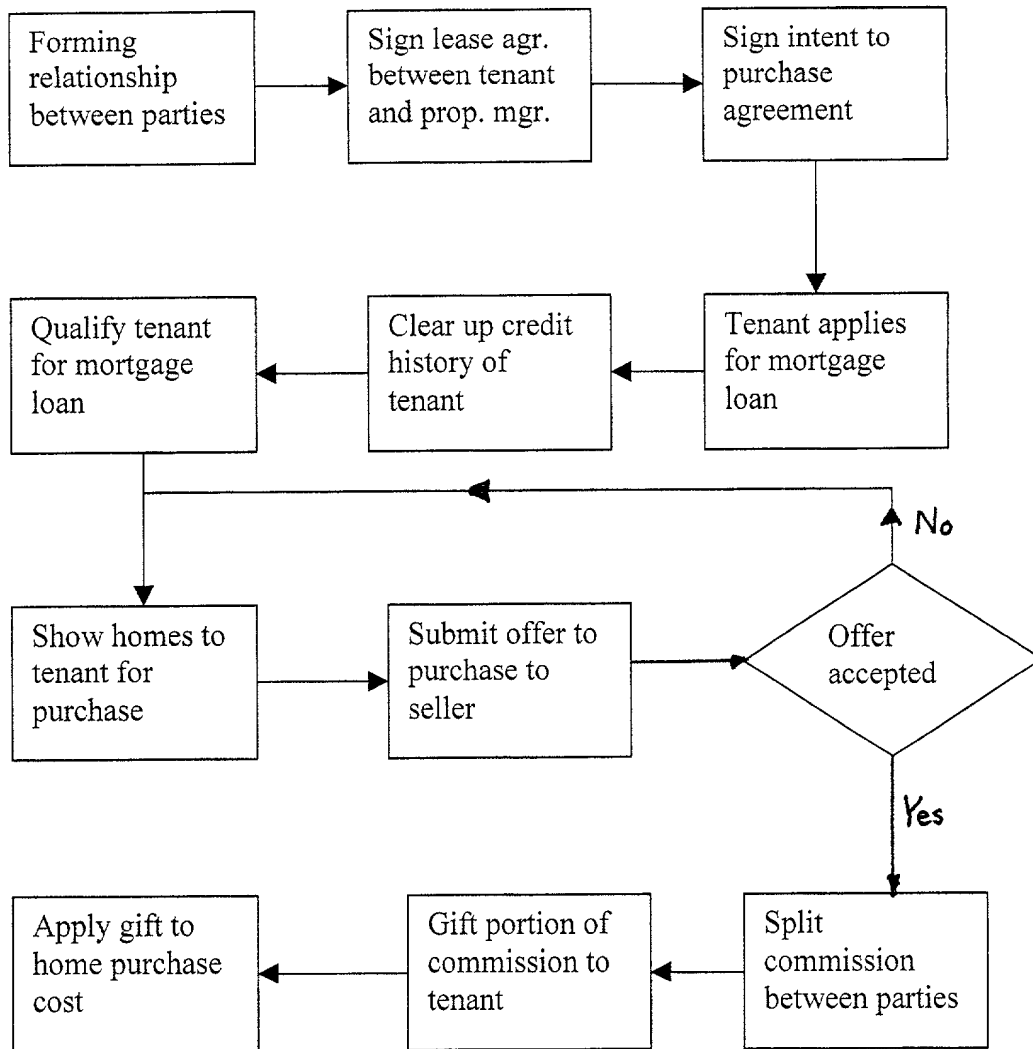 Forming
relationship
between parties
Sign lease agr.
between tenant
and prop. mgr.
Sign intent to
purchase
agreement
Tenant applies
for mortgage
loan
Clear up credit
history of
tenant
Qualify tenant
for mortgage
loan
Show homes to
tenant for
purchase
Submit offer to
purchase to
seller
Offer
accepted
No
Yes
Split
commission
between parties
Gift portion of
commission to
tenant
Apply gift to
home purchase
cost